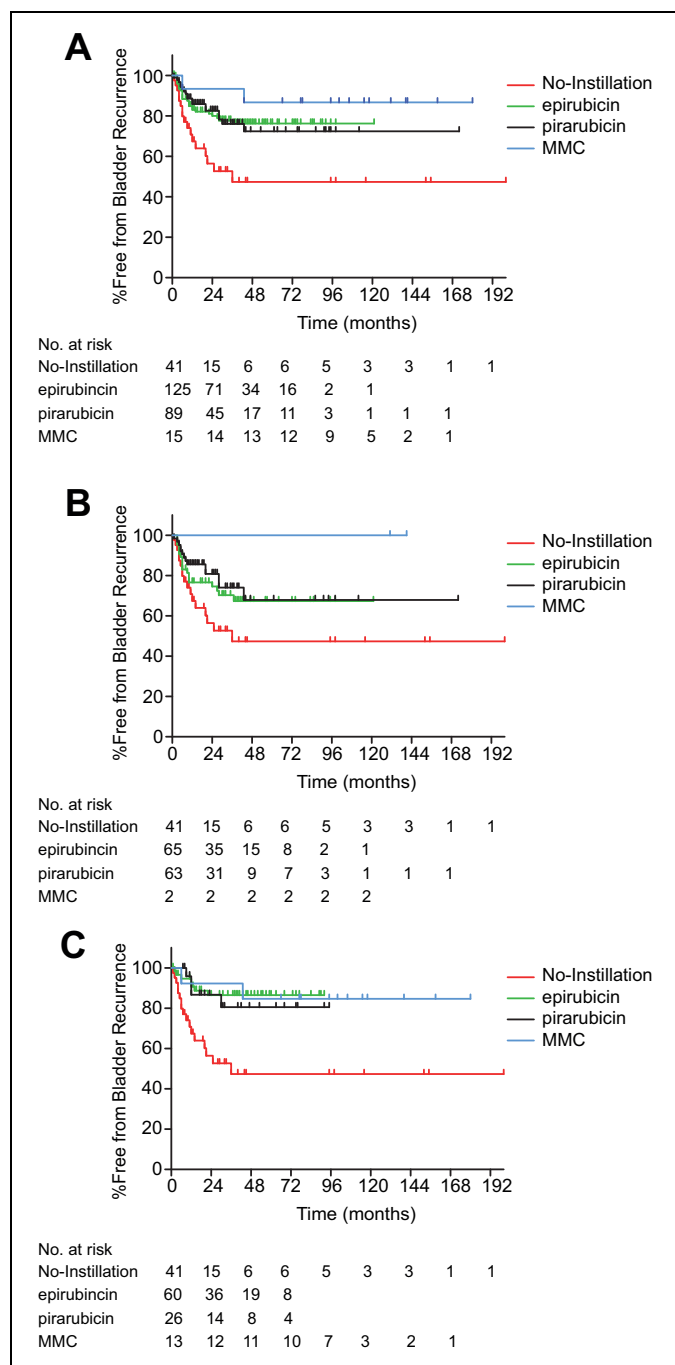 A
%Free from Bladder Recurrence
100
80
60
40
20
0
0 24 48 72 96 120 144 168 192
Time (months)
No-Instillation
epirubicin
pirarubicin
MMC
No. at risk
No-Instillation 41 15 6 6 5 3 3 1 1
epirubincin 125 71 34 16 2 1
pirarubicin 89 45 17 11 3 1 1 1
MMC 15 14 13 12 9 5 2 1
B
%Free from Bladder Recurrence
100
80
60
40
20
0
0 24 48 72 96 120 144 168 192
Time (months)
No-Instillation
epirubicin
pirarubicin
MMC
No. at risk
No-Instillation 41 15 6 6 5 3 3 1 1
epirubincin 65 35 15 8 2 1
pirarubicin 63 31 9 7 3 1 1 1
MMC 2 2 2 2 2 2
C
%Free from Bladder Recurrence
100
80
60
40
20
0
0 24 48 72 96 120 144 168 192
Time (months)
No-Instillation
epirubicin
pirarubicin
MMC
No. at risk
No-Instillation 41 15 6 6 5 3 3 1 1
epirubincin 60 36 19 8
pirarubicin 26 14 8 4
MMC 13 12 11 10 7 3 2 1